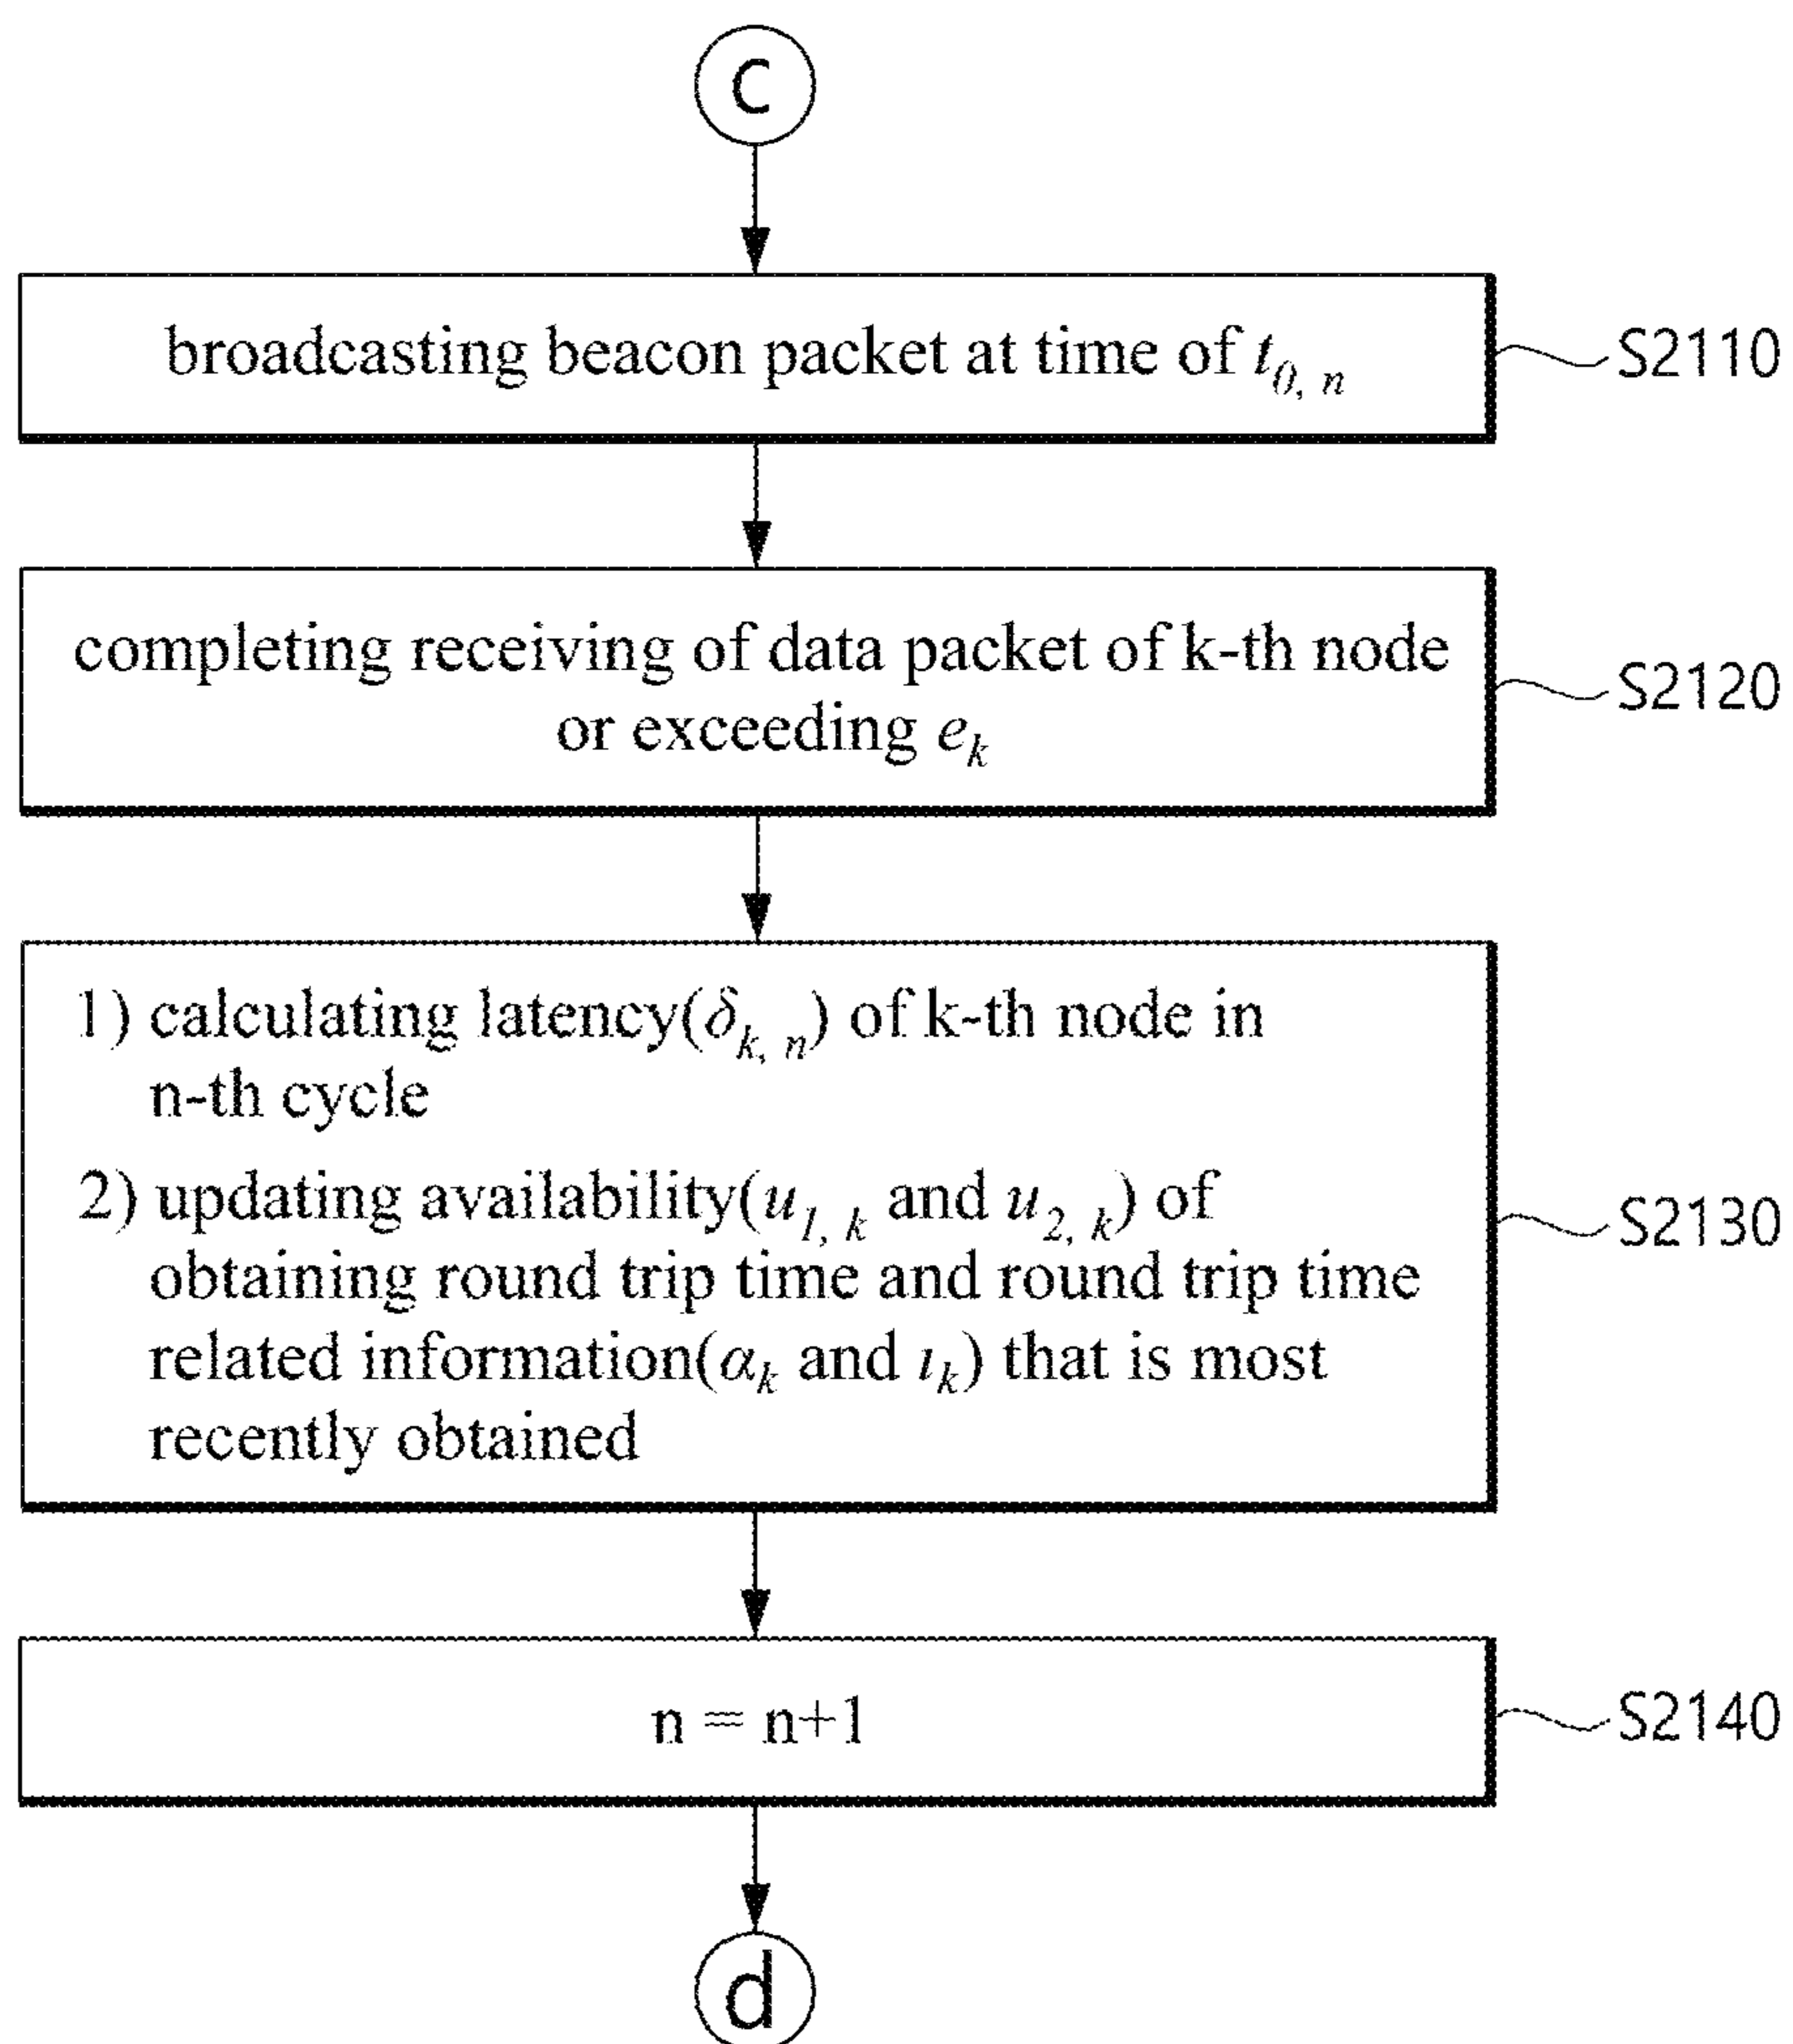 c
broadcasting beacon packet at time of t0, n
S2110
completing receiving of data packet of k-th node
or exceeding ek
S2120
1) calculating latency(δk, n) of k-th node in
n-th cycle
2) updating availability(u1, k and u2, k) of
obtaining round trip time and round trip time
related information(αk and ιk) that is most
recently obtained
S2130
n = n+1
S2140
d